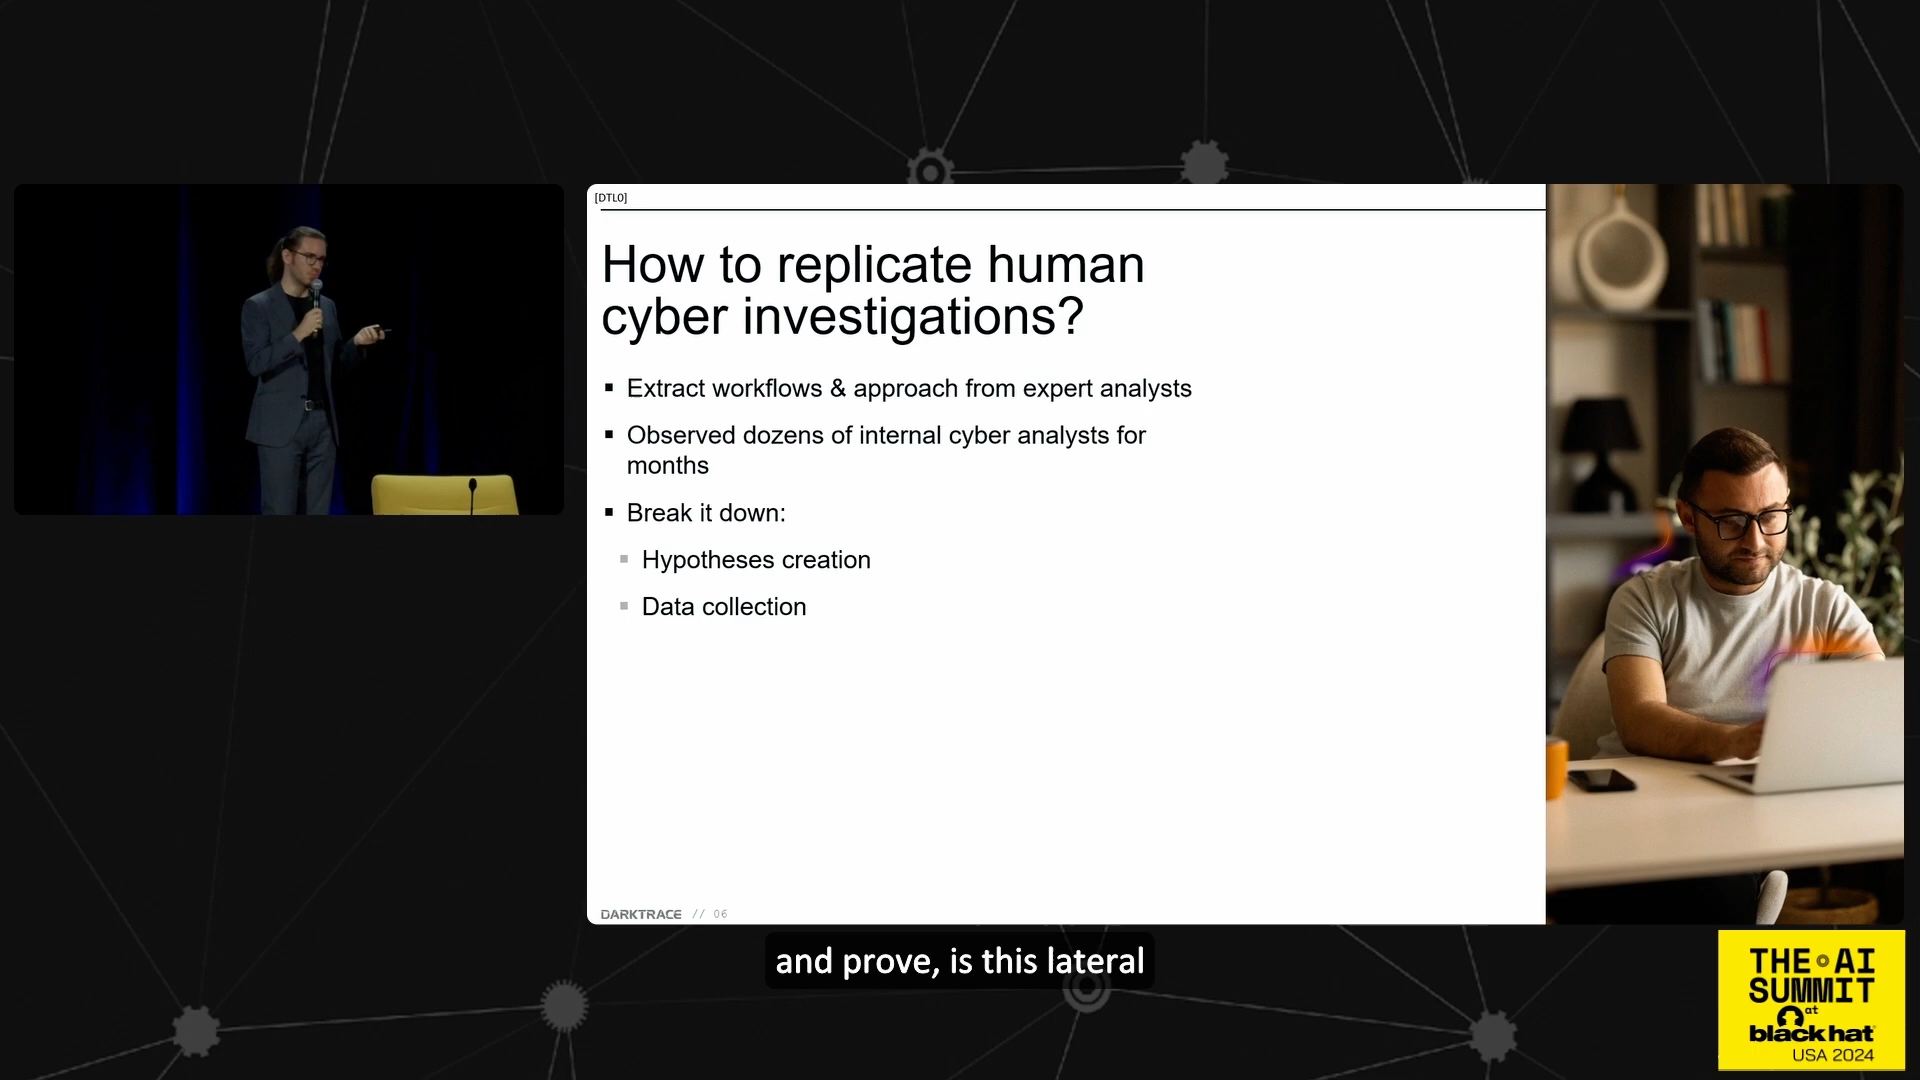 [DTL0]
How to replicate human
cyber investigations?
▪ Extract workflows & approach from expert analysts
▪ Observed dozens of internal cyber analysts for
months
▪ Break it down:
▪ Hypotheses creation
▪ Data collection
DARKTRACE // 06
and prove, is this lateral
THE AI
SUMMIT
at
black hat
USA 2024